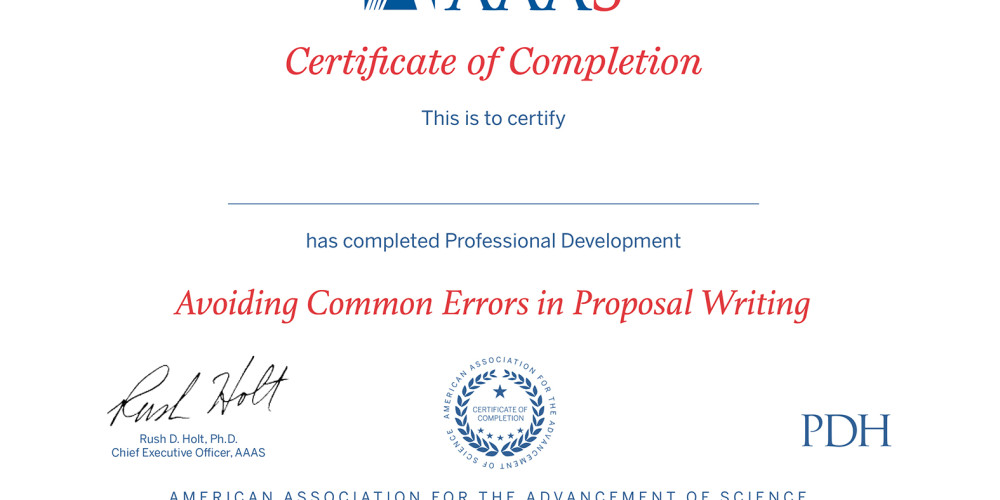 AAAS
Certificate of Completion
This is to certify
has completed Professional Development
Avoiding Common Errors in Proposal Writing
Rush Holt
Rush D. Holt, Ph.D.
Chief Executive Officer, AAAS
AMERICAN ASSOCIATION FOR THE ADVANCEMENT OF SCIENCE
CERTIFICATE OF
COMPLETION
PDH
AMERICAN ASSOCIATION FOR THE ADVANCEMENT OF SCIENCE